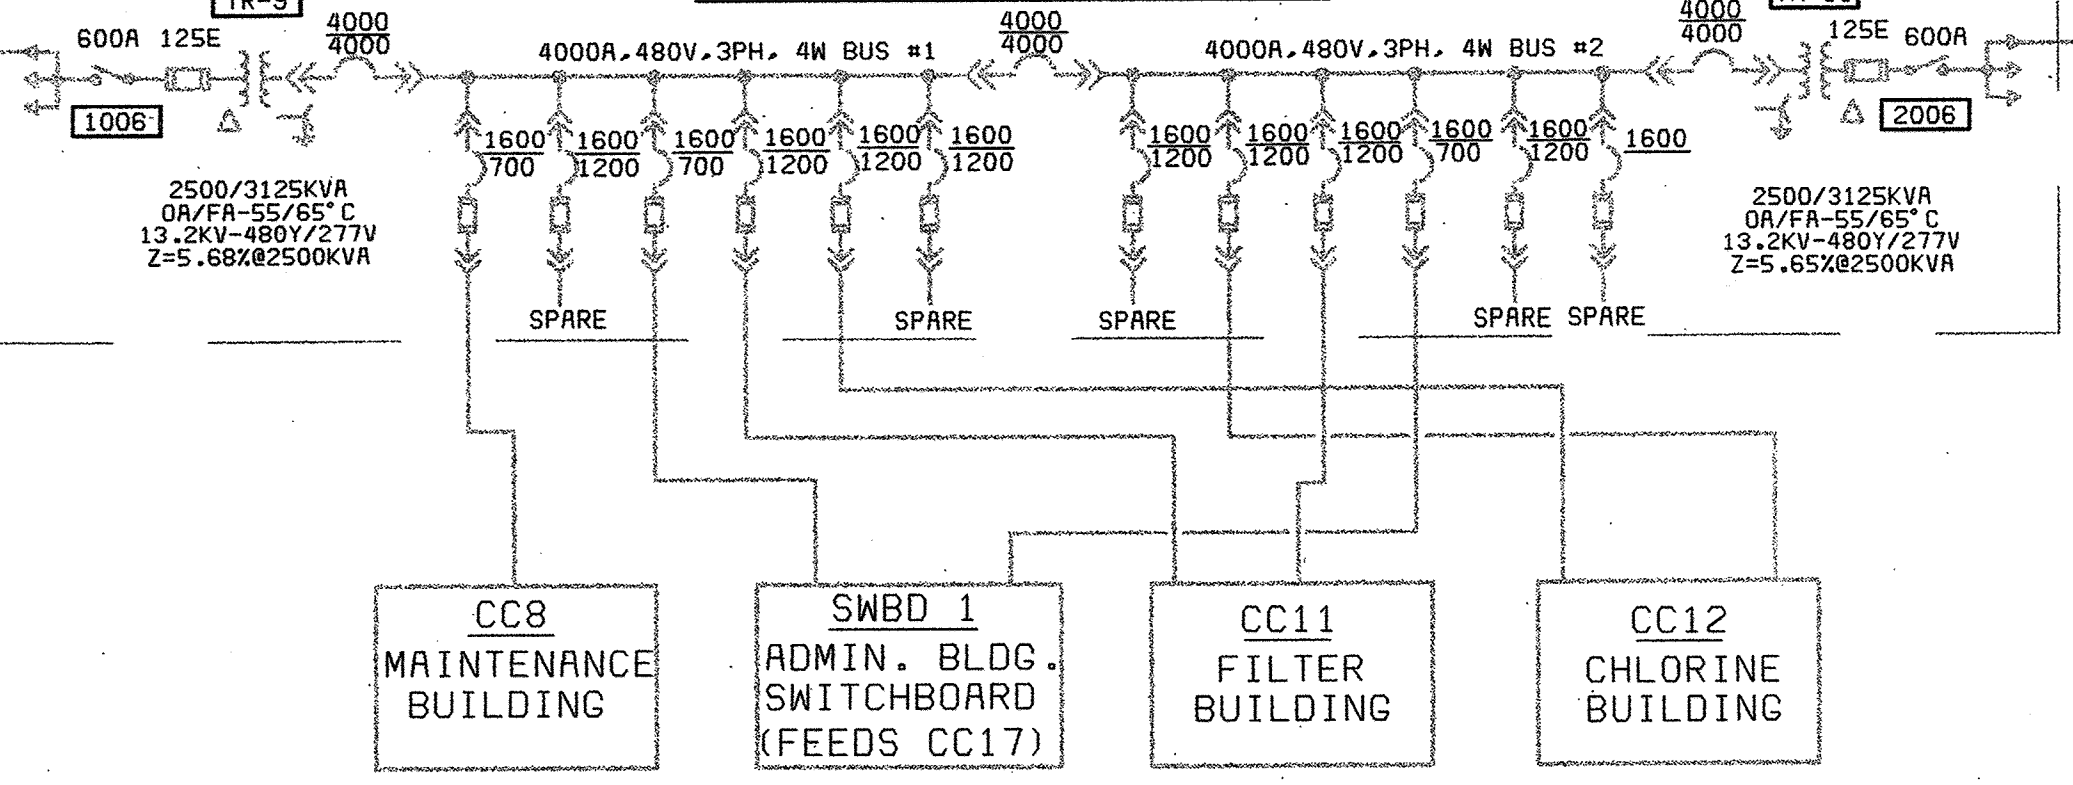 TR-9
600A 125E
4000
4000
4000A,480V,3PH, 4W BUS #1
4000
4000
4000A,480V,3PH, 4W BUS #2
4000
4000
125E 600A
1006
2006
1600
700
1600
1200
1600
700
1600
1200
1600
1200
1600
1200
1600
1200
1600
1200
1600
1200
1600
700
1600
1200
1600
2500/3125KVA
OA/FA-55/65°C
13.2KV-480Y/277V
Z=5.68%@2500KVA
2500/3125KVA
OA/FA-55/65°C
13.2KV-480Y/277V
Z=5.65%@2500KVA
SPARE
SPARE
SPARE
SPARE SPARE
CC8
MAINTENANCE
BUILDING
SWBD 1
ADMIN. BLDG.
SWITCHBOARD
(FEEDS CC17)
CC11
FILTER
BUILDING
CC12
CHLORINE
BUILDING